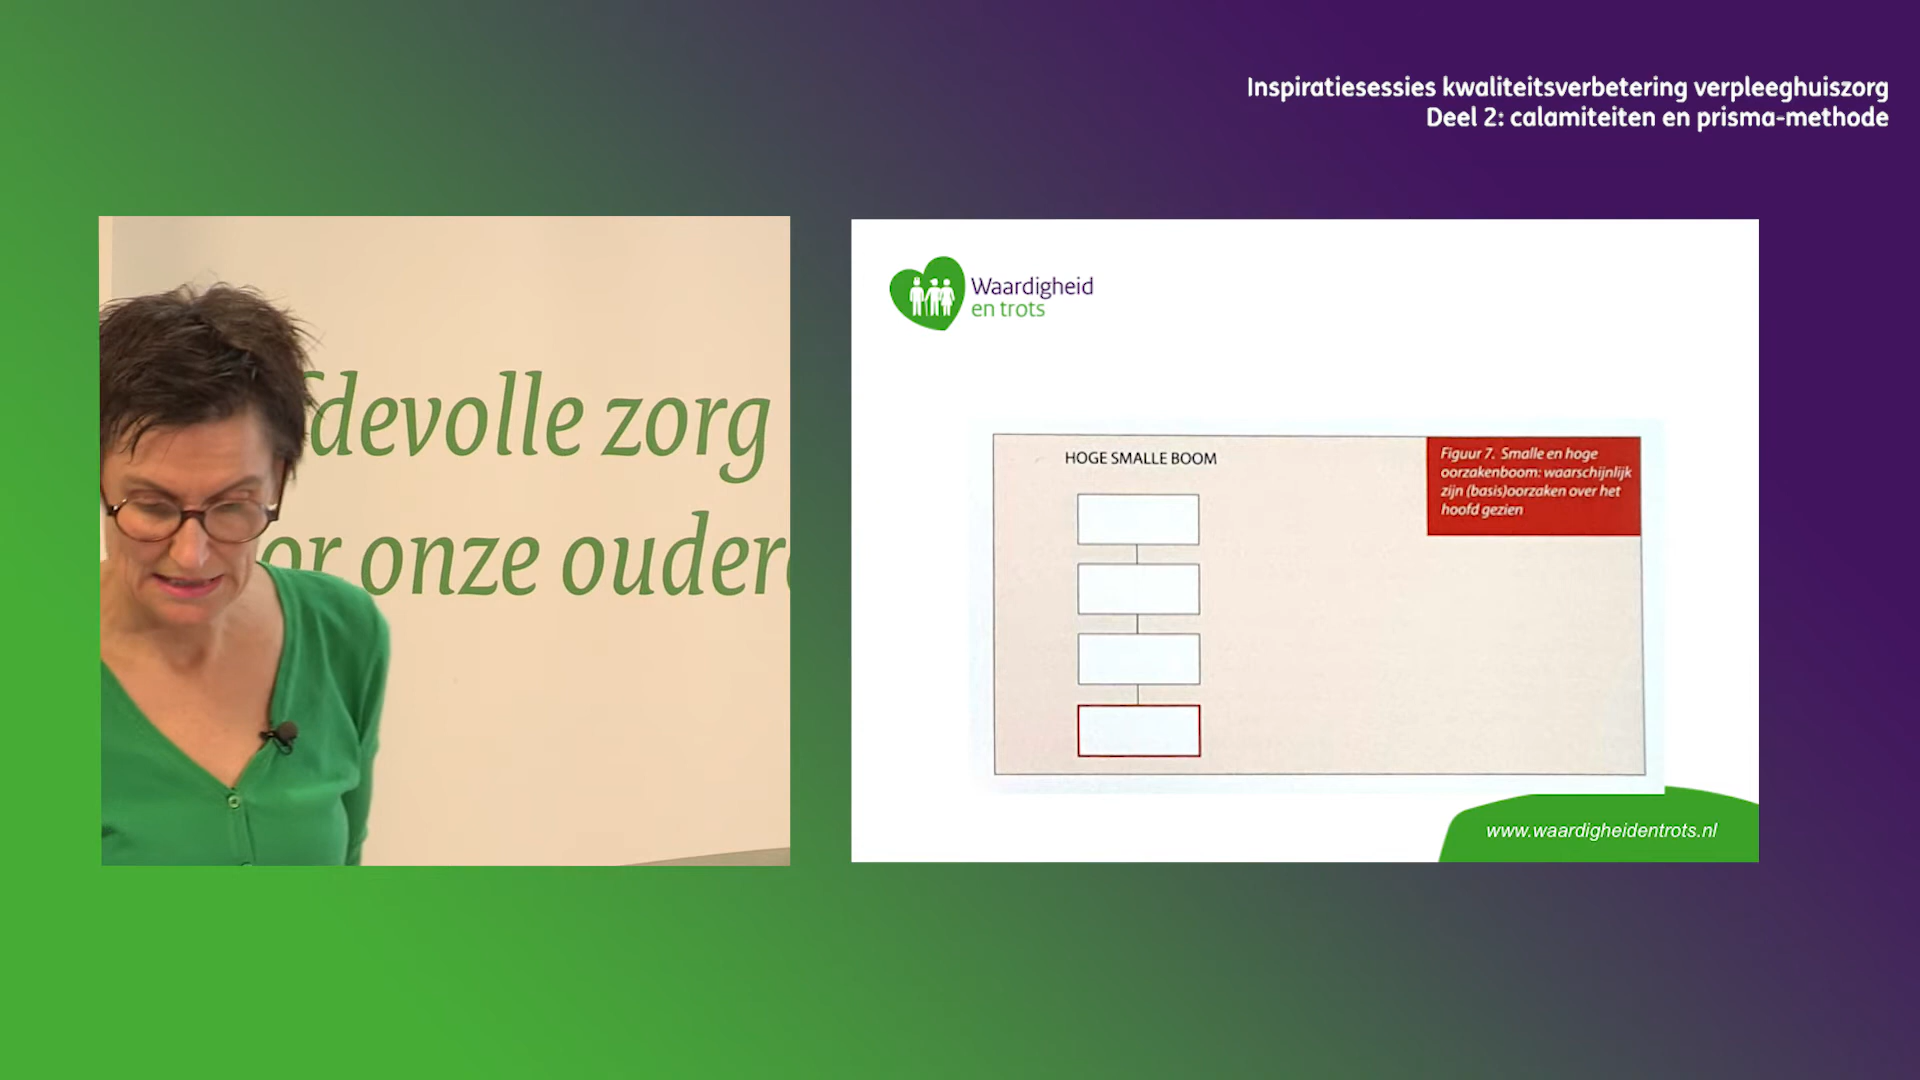 Inspiratiesessies kwaliteitsverbetering verpleeghuiszorg
Deel 2: calamiteiten en prisma-methode
devolle zorg
or onze ouder
Waardigheid
en trots
HOGE SMALLE BOOM
Figuur 7. Smalle en hoge
oorzakenboom: waarschijnlijk
zijn (basis)oorzaken over het
hoofd gezien
www.waardigheidentrots.nl